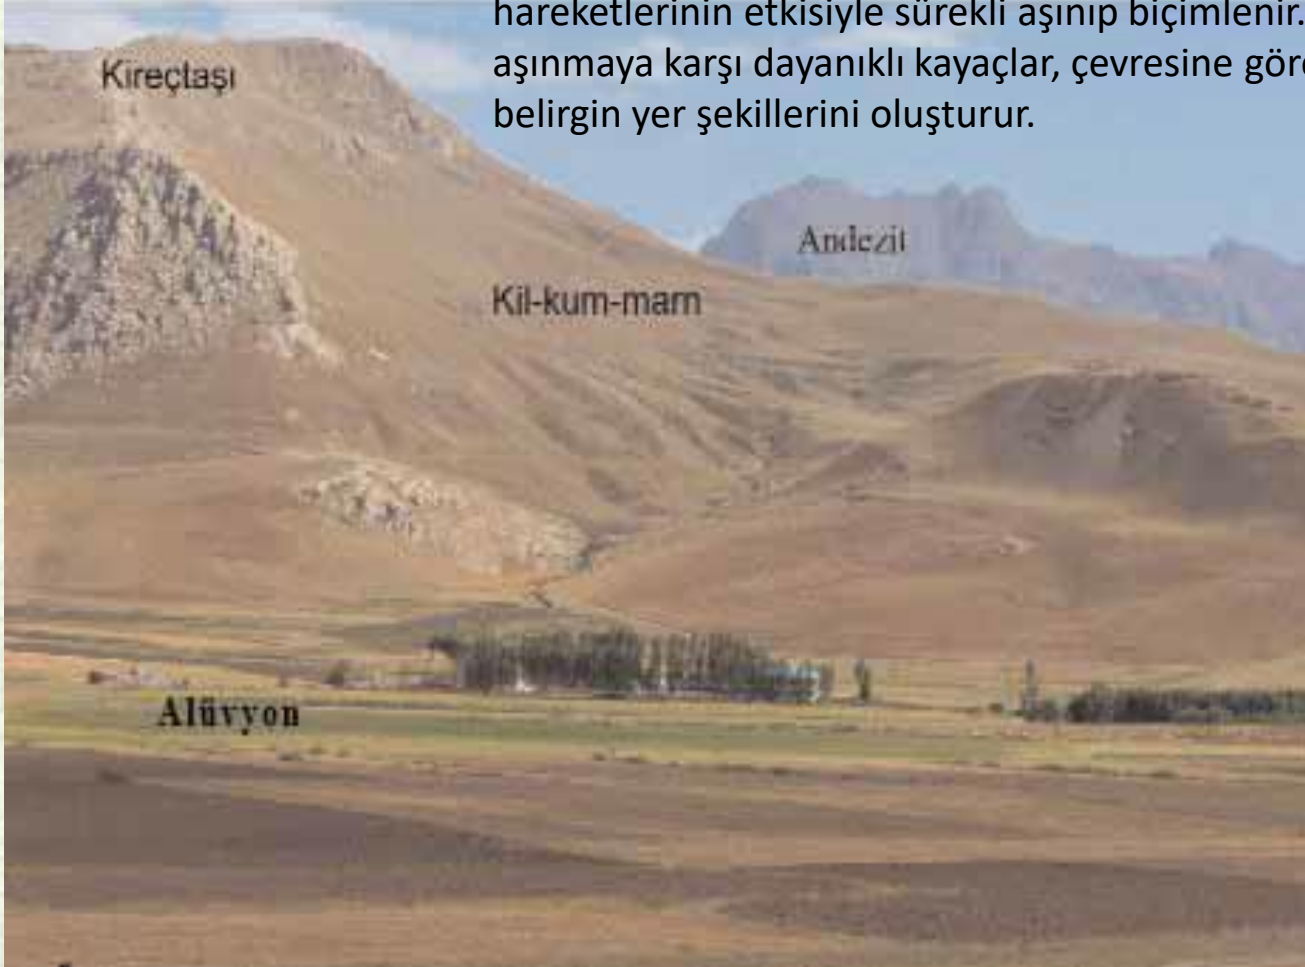 hareketlerinin etkisiyle sürekli aşınıp biçimlenir.
aşınmaya karşı dayanıklı kayaçlar, çevresine göre
belirgin yer şekillerini oluşturur.
Kireçtaşı
Andezit
Kil-kum-marn
Alüvyon